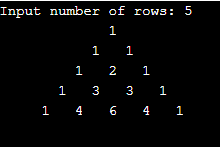 Input number of rows: 5
1
1 1
1 2 1
1 3 3 1
1 4 6 4 1